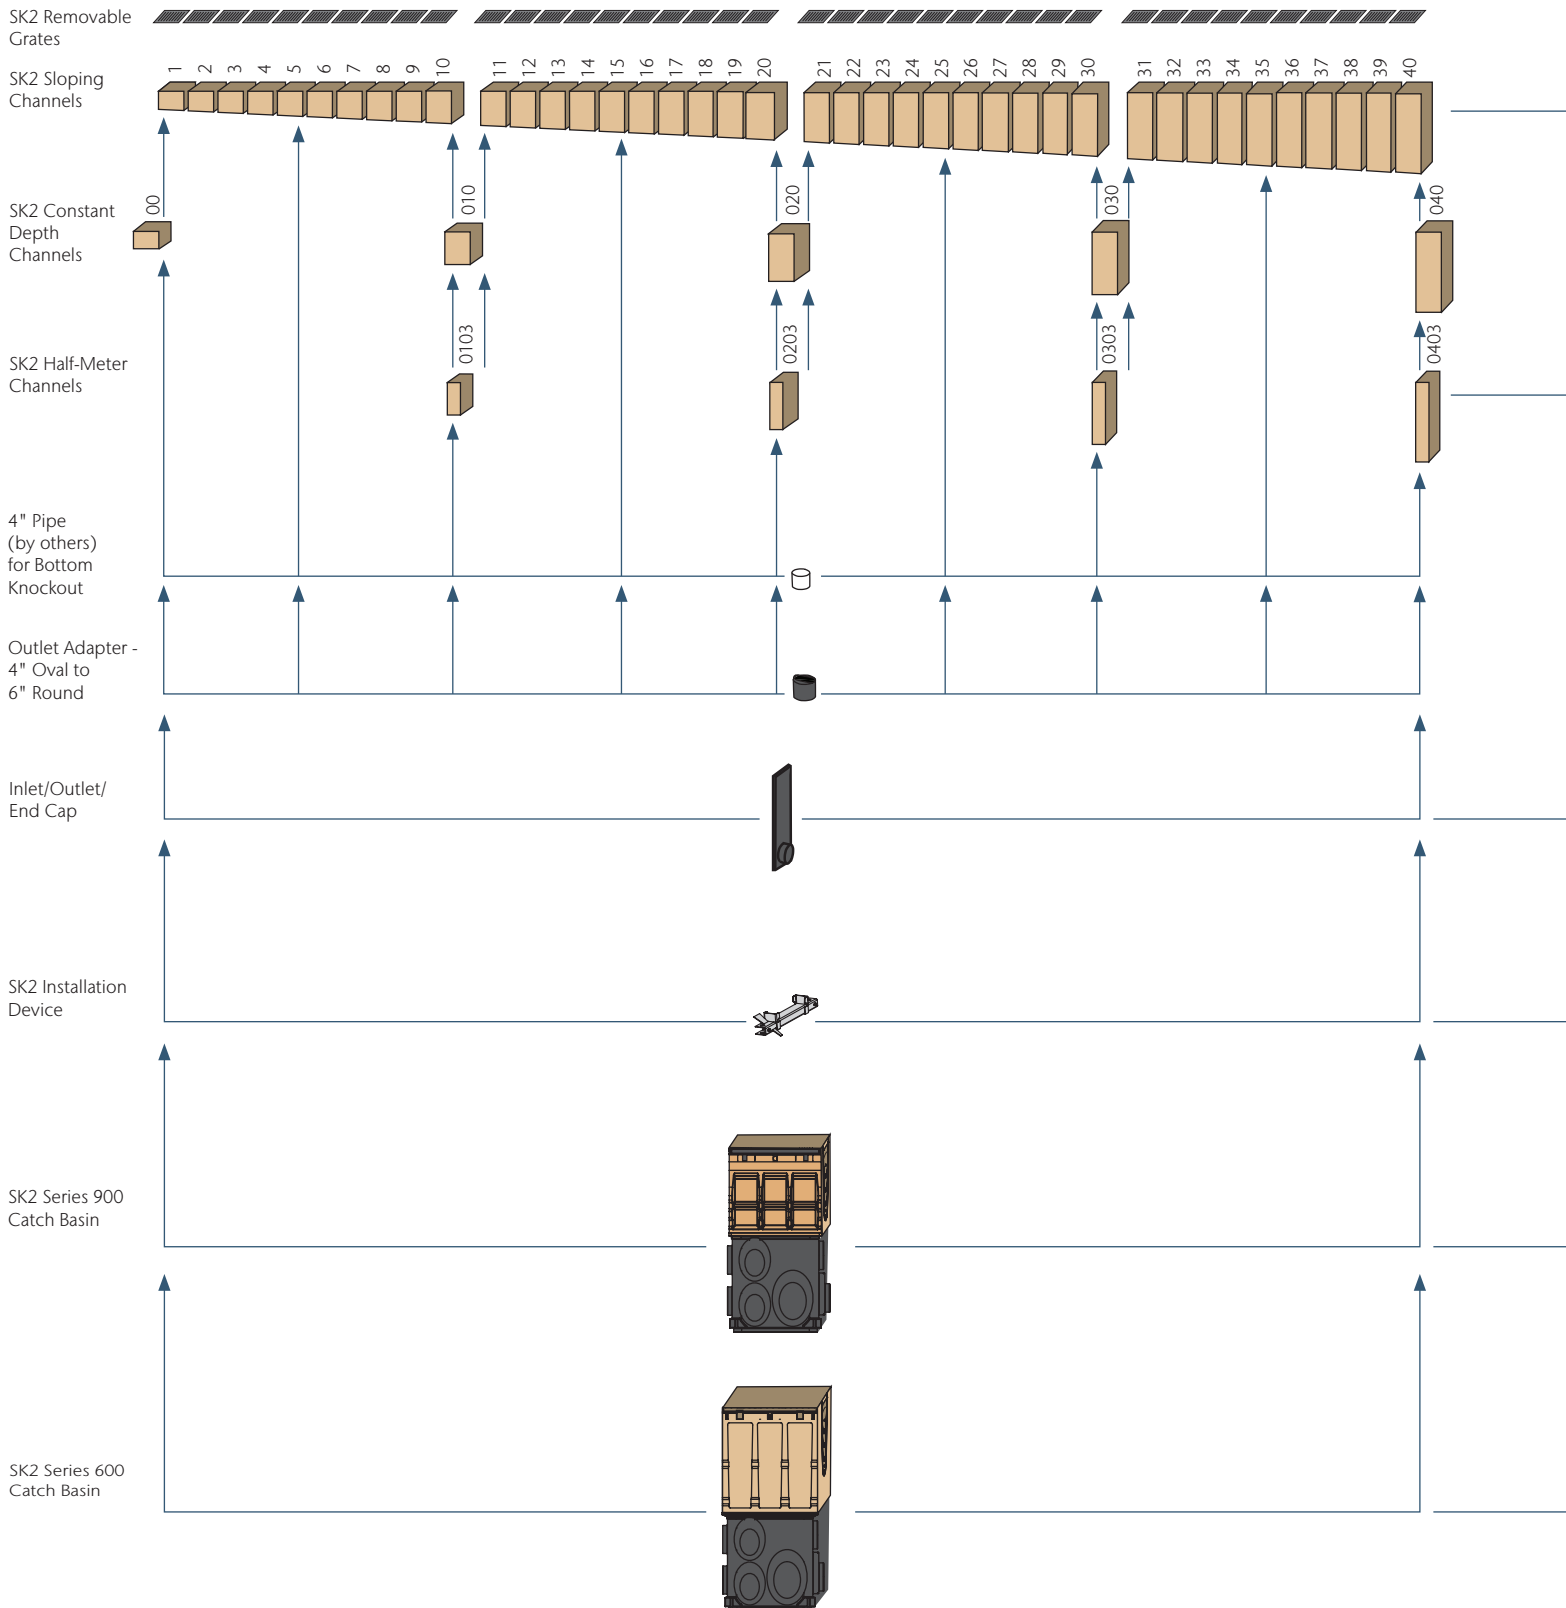 SK2 Removable
Grates
SK2 Sloping
Channels
1 2 3 4 5 6 7 8 9 10 11 12 13 14 15 16 17 18 19 20 21 22 23 24 25 26 27 28 29 30 31 32 33 34 35 36 37 38 39 40
SK2 Constant
Depth
Channels
00 010 020 030 040
SK2 Half-Meter
Channels
0103 0203 0303 0403
4" Pipe
(by others)
for Bottom
Knockout
Outlet Adapter -
4" Oval to
6" Round
Inlet/Outlet/
End Cap
SK2 Installation
Device
SK2 Series 900
Catch Basin
SK2 Series 600
Catch Basin